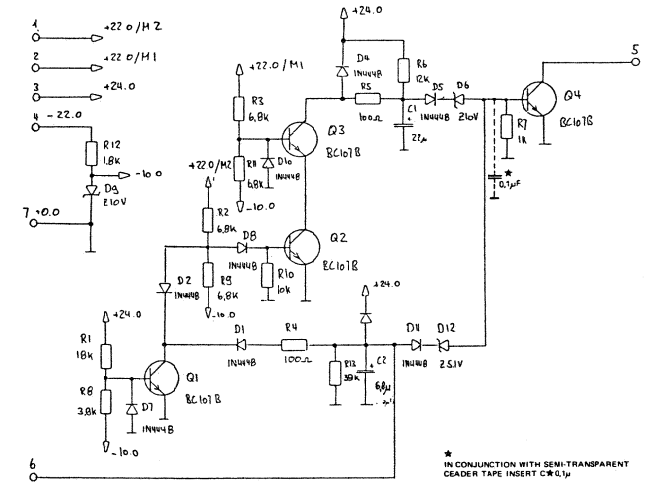 1
+22.0/M2
2
+22.0/M1
3
+24.0
4 -22.0
R12
1.8K
-10.0
D9
Z10V
7 +0.0
+24.0
D4
1N4448
R6
12K
R5
100Ω
C1
+
22µ
D5
1N4448
D6
Z10V
Q4
BC107B
5
R7
1K
★
0,1µF
+22.0/M1
R3
6,8K
Q3
BC107B
R11
6,8K
D10
1N4448
-10.0
+22.0/M2
R2
6,8K
D8
1N4448
Q2
BC107B
R9
6,8K
R10
10K
-10.0
D2
1N4448
+24.0
R1
18K
D1
1N4448
R4
100Ω
+24.0
D11
1N4448
D12
Z5.1V
R13
39K
C2
+
6,8µ
R8
3,9K
D7
1N4448
Q1
BC107B
-10.0
6
★
IN CONJUNCTION WITH SEMI-TRANSPARENT
CEADER TAPE INSERT C★0,1µ